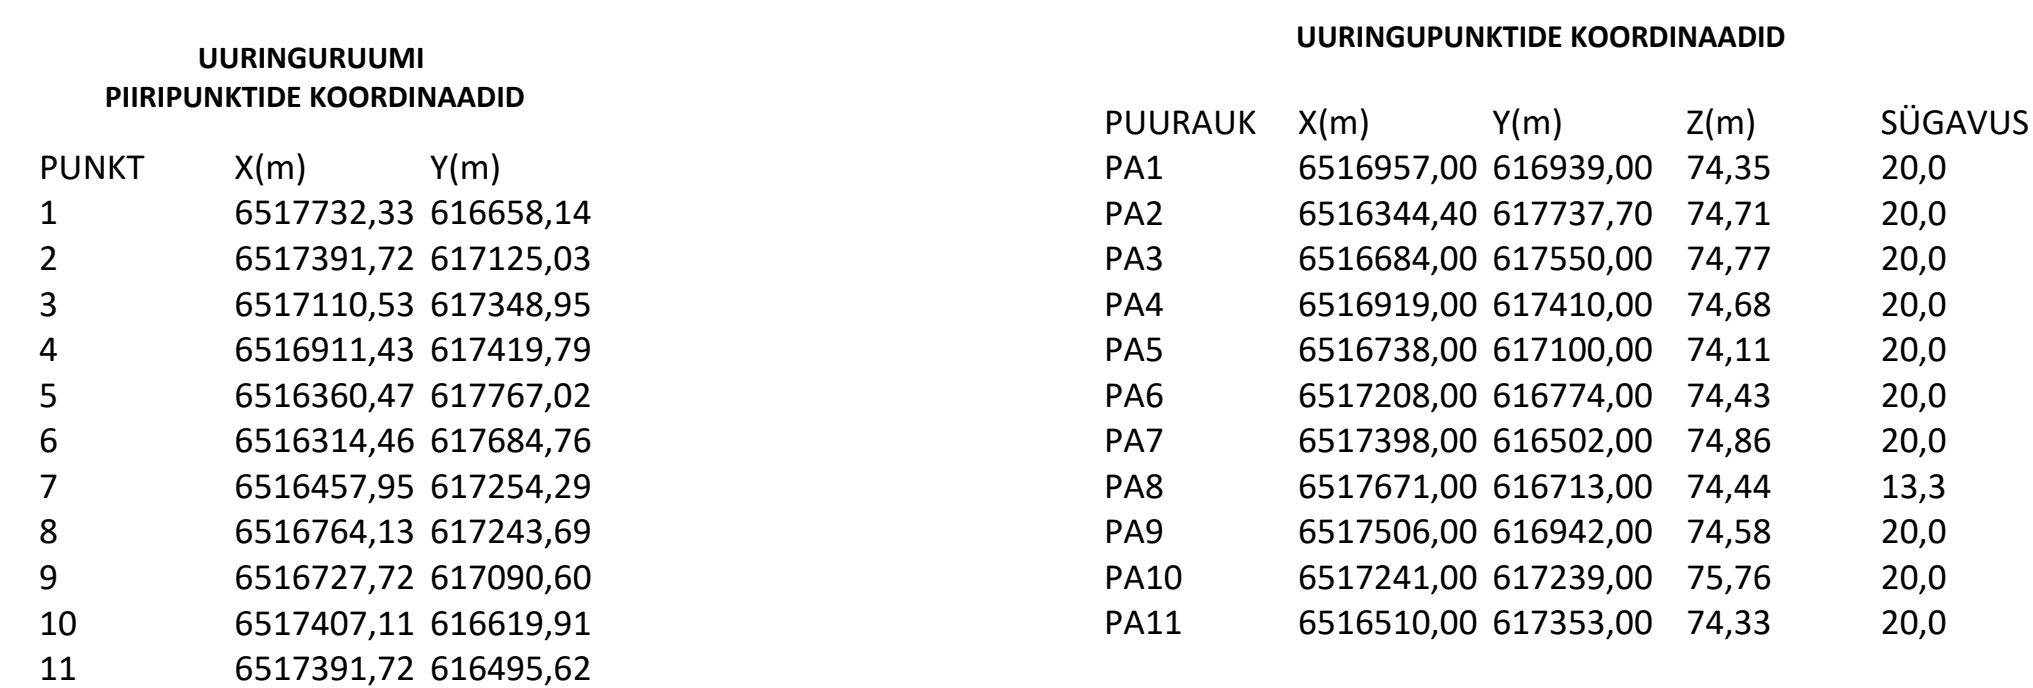 UURINGURUUMI
PIIRIPUNKTIDE KOORDINAADID
PUNKT X(m) Y(m)
1 6517732,33 616658,14
2 6517391,72 617125,03
3 6517110,53 617348,95
4 6516911,43 617419,79
5 6516360,47 617767,02
6 6516314,46 617684,76
7 6516457,95 617254,29
8 6516764,13 617243,69
9 6516727,72 617090,60
10 6517407,11 616619,91
11 6517391,72 616495,62
UURINGUPUNKTIDE KOORDINAADID
PUURAUK X(m) Y(m) Z(m) SÜGAVUS
PA1 6516957,00 616939,00 74,35 20,0
PA2 6516344,40 617737,70 74,71 20,0
PA3 6516684,00 617550,00 74,77 20,0
PA4 6516919,00 617410,00 74,68 20,0
PA5 6516738,00 617100,00 74,11 20,0
PA6 6517208,00 616774,00 74,43 20,0
PA7 6517398,00 616502,00 74,86 20,0
PA8 6517671,00 616713,00 74,44 13,3
PA9 6517506,00 616942,00 74,58 20,0
PA10 6517241,00 617239,00 75,76 20,0
PA11 6516510,00 617353,00 74,33 20,0